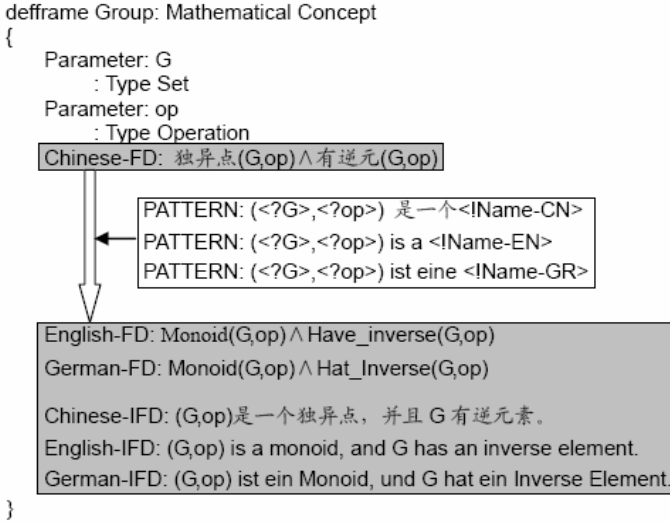 defframe Group: Mathematical Concept
{
Parameter: G
: Type Set
Parameter: op
: Type Operation
Chinese-FD: 独异点(G,op)∧有逆元(G,op)
PATTERN: (<?G>,<?op>) 是一个<!Name-CN>
PATTERN: (<?G>,<?op>) is a <!Name-EN>
PATTERN: (<?G>,<?op>) ist eine <!Name-GR>
English-FD: Monoid(G,op)∧Have_inverse(G,op)
German-FD: Monoid(G,op)∧Hat_Inverse(G,op)
Chinese-IFD: (G,op)是一个独异点，并且 G 有逆元素。
English-IFD: (G,op) is a monoid, and G has an inverse element.
German-IFD: (G,op) ist ein Monoid, und G hat ein Inverse Element.
}